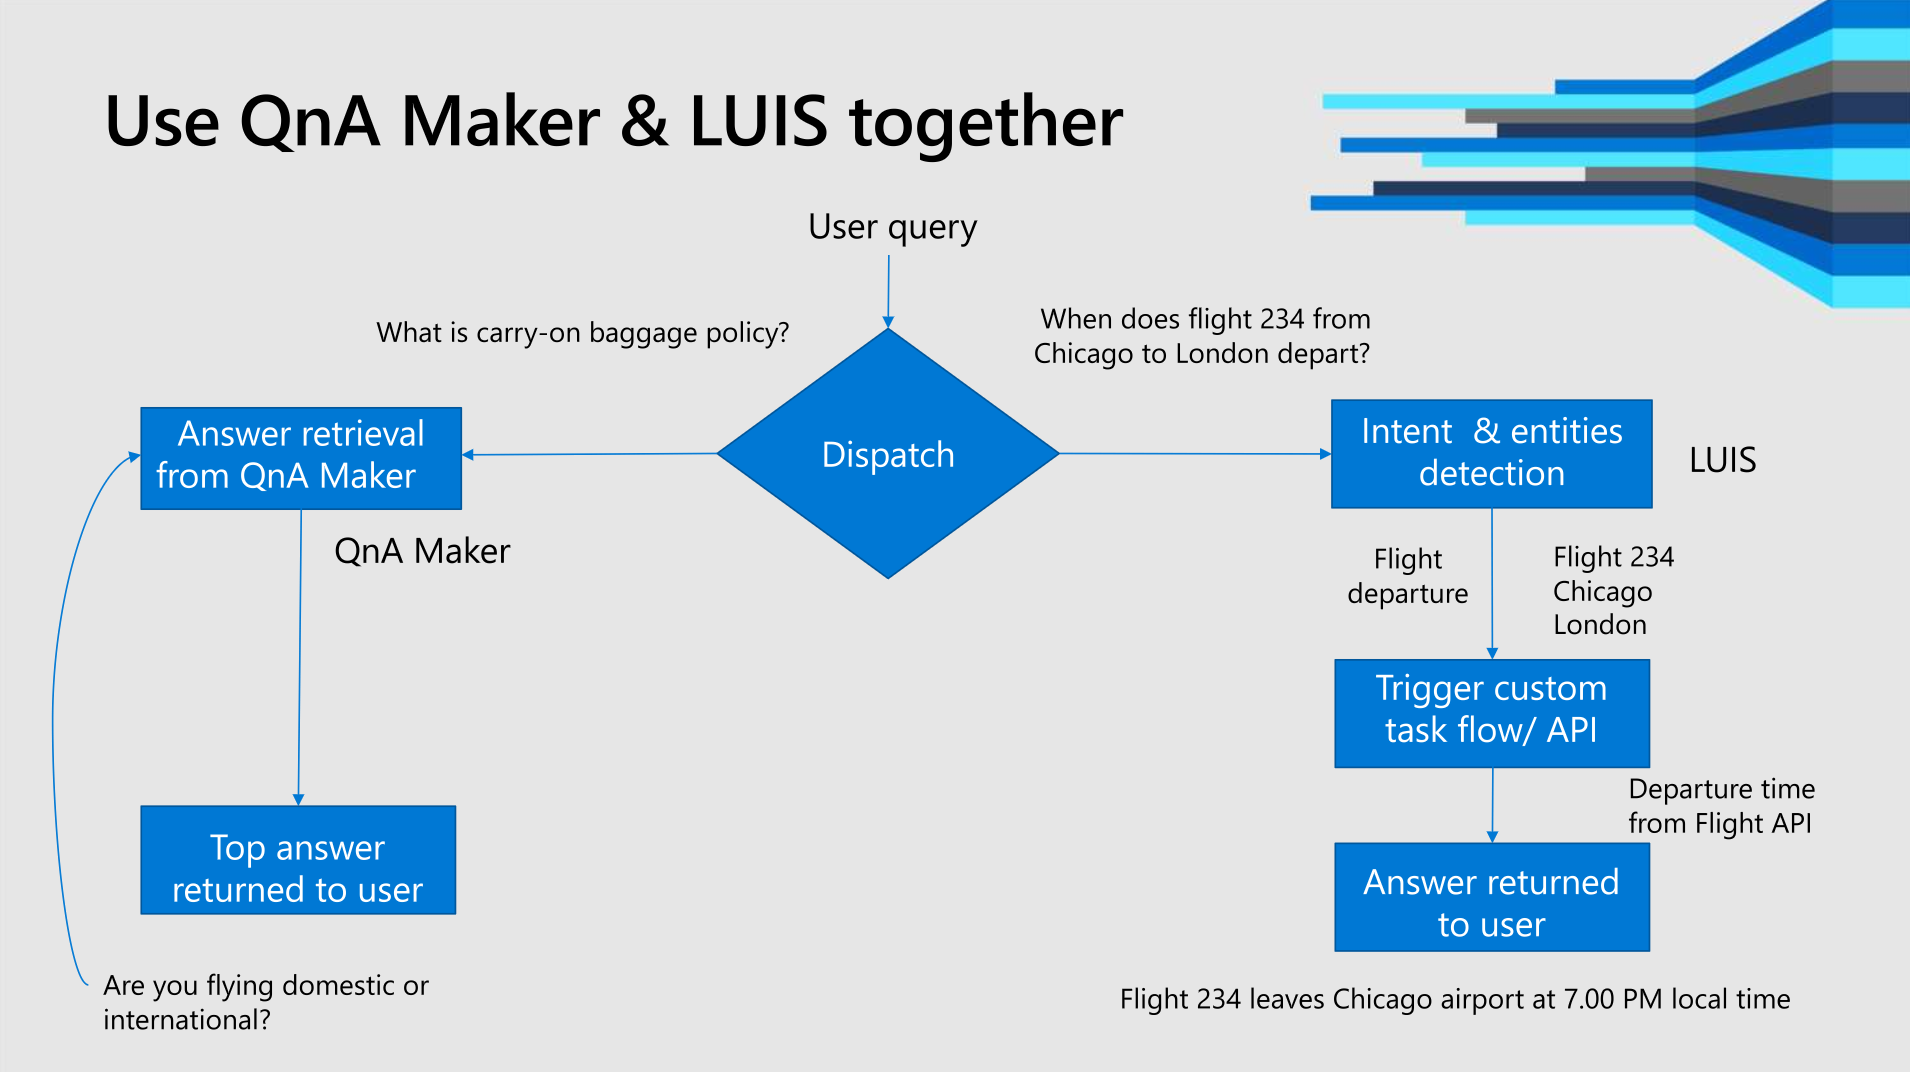 Use QnA Maker & LUIS together
User query
What is carry-on baggage policy?
When does flight 234 from
Chicago to London depart?
Answer retrieval
from QnA Maker
Dispatch
Intent & entities
detection
LUIS
QnA Maker
Flight
departure
Flight 234
Chicago
London
Trigger custom
task flow/ API
Departure time
from Flight API
Top answer
returned to user
Answer returned
to user
Are you flying domestic or
international?
Flight 234 leaves Chicago airport at 7.00 PM local time